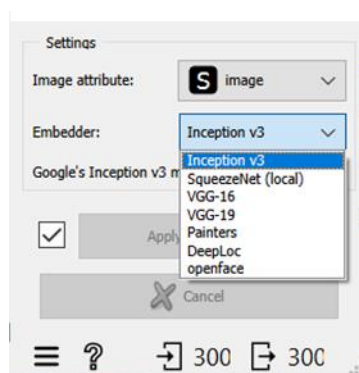 Settings
Image attribute:
S image
Embedder:
Inception v3
Google's Inception v3 m
Inception v3
SqueezeNet (local)
VGG-16
VGG-19
Painters
DeepLoc
openface
Apply
Cancel
? 300 300